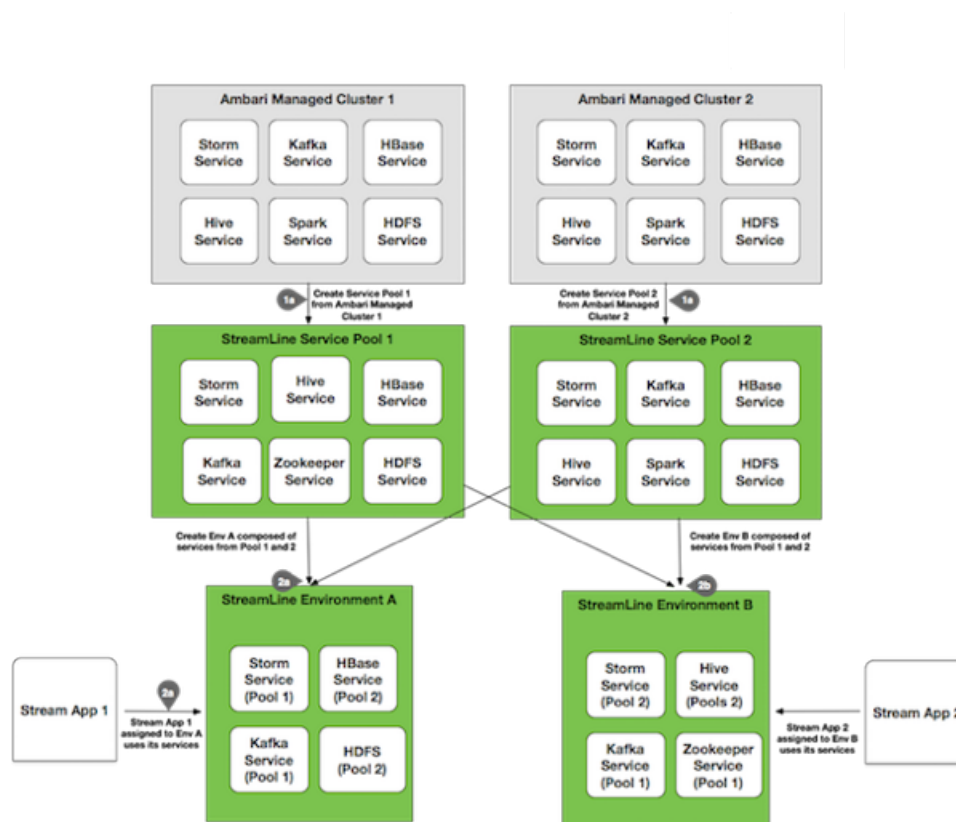 Ambari Managed Cluster 1
Storm
Service
Kafka
Service
HBase
Service
Hive
Service
Spark
Service
HDFS
Service
Ambari Managed Cluster 2
Storm
Service
Kafka
Service
HBase
Service
Hive
Service
Spark
Service
HDFS
Service
1a
Create Service Pool 1
from Ambari Managed
Cluster 1
Create Service Pool 2
from Ambari Managed
Cluster 2
1a
StreamLine Service Pool 1
Storm
Service
Hive
Service
HBase
Service
Kafka
Service
Zookeeper
Service
HDFS
Service
StreamLine Service Pool 2
Storm
Service
Kafka
Service
HBase
Service
Hive
Service
Spark
Service
HDFS
Service
Create Env A composed of
services from Pool 1 and 2
Create Env B composed of
services from Pool 1 and 2
2a
2b
StreamLine Environment A
Storm
Service
(Pool 1)
HBase
Service
(Pool 2)
Kafka
Service
(Pool 1)
HDFS
(Pool 2)
StreamLine Environment B
Storm
Service
(Pool 2)
Hive
Service
(Pools 2)
Kafka
Service
(Pool 1)
Zookeeper
Service
(Pool 1)
Stream App 1
2a
Stream App 1
assigned to Env A
uses its services
Stream App 2
assigned to Env B
uses its services
Stream App 2